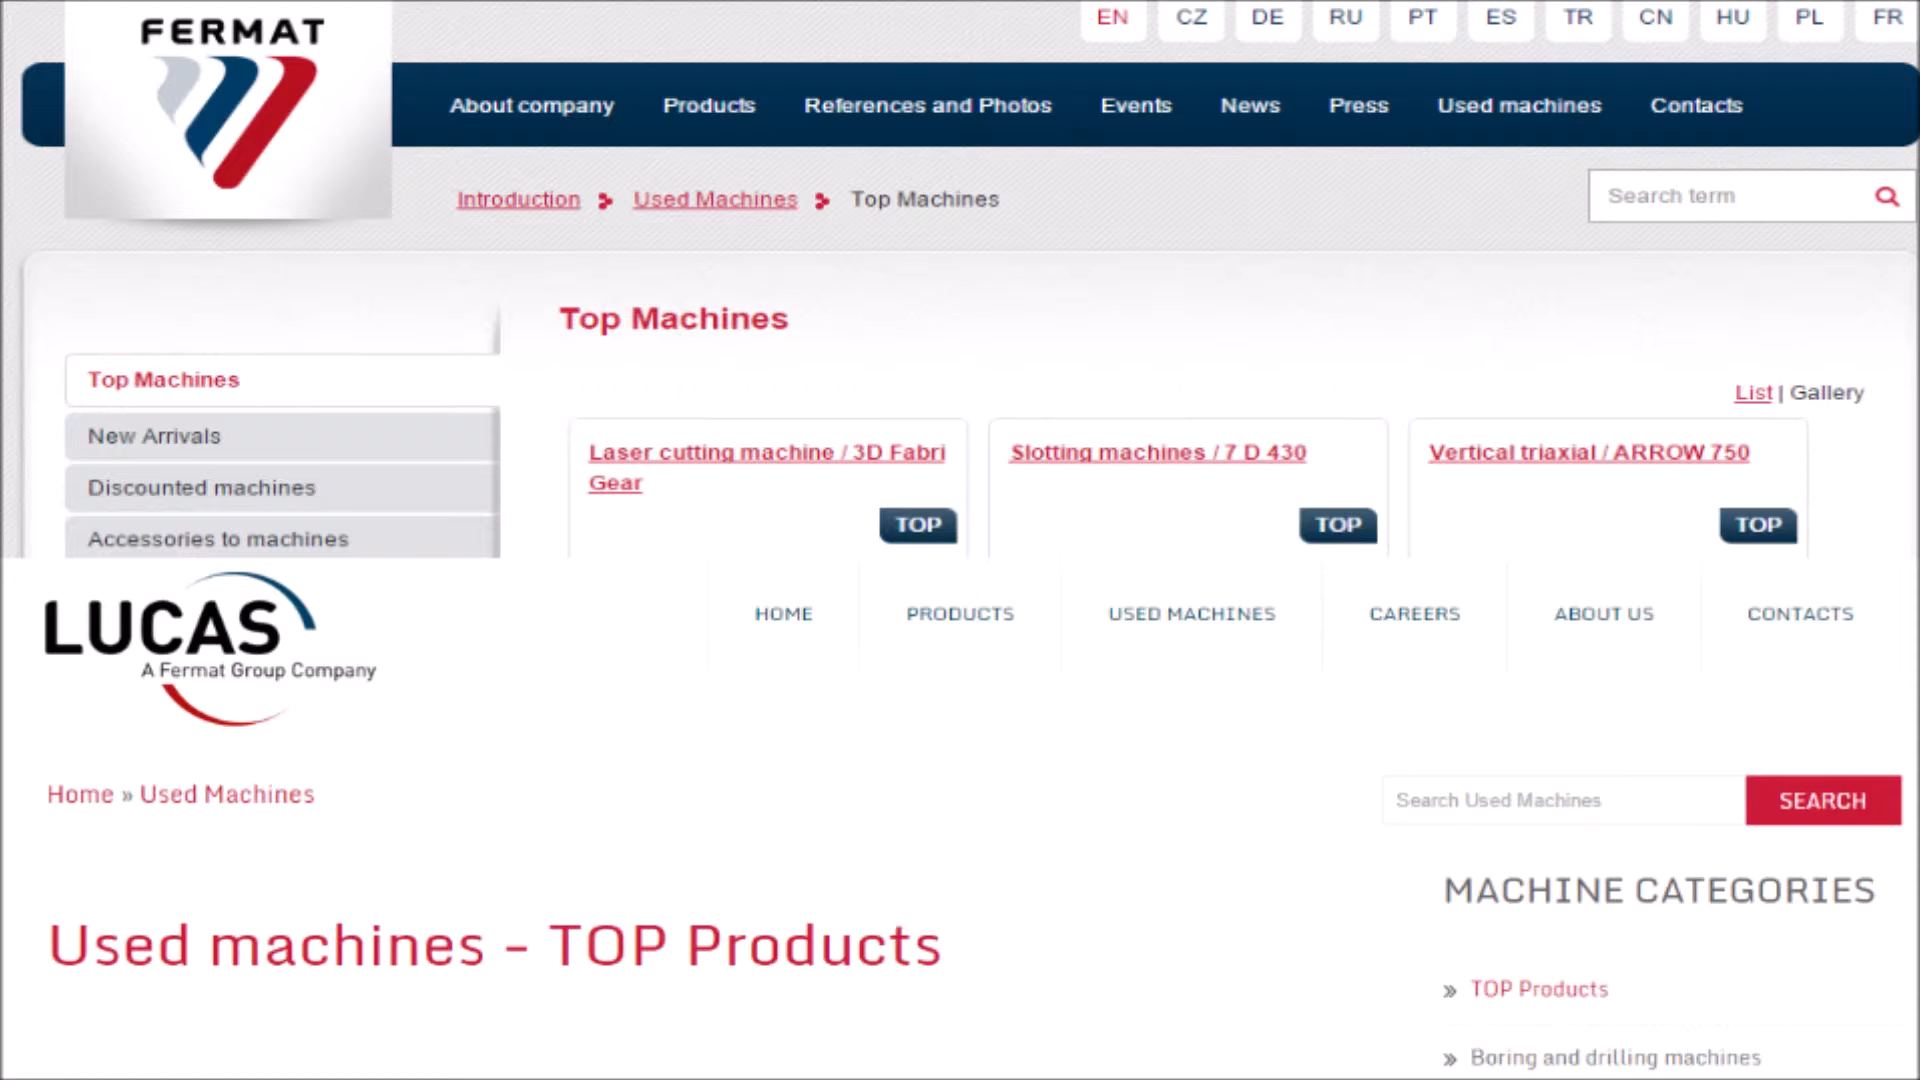 FERMAT
EN CZ DE RU PT ES TR CN HU PL FR
About company Products References and Photos Events News Press Used machines Contacts
Introduction Used Machines Top Machines
Search term
Top Machines
Top Machines
List | Gallery
New Arrivals
Discounted machines
Accessories to machines
Laser cutting machine / 3D Fabri
Gear
TOP
Slotting machines / 7 D 430
TOP
Vertical triaxial / ARROW 750
TOP
LUCAS
A Fermat Group Company
HOME PRODUCTS USED MACHINES CAREERS ABOUT US CONTACTS
Home » Used Machines
Search Used Machines SEARCH
Used machines - TOP Products
MACHINE CATEGORIES
» TOP Products
» Boring and drilling machines